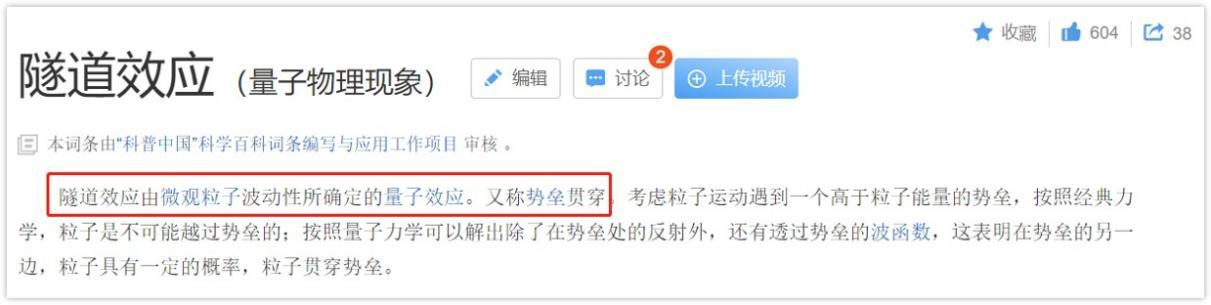 收藏 604 38
隧道效应（量子物理现象） 编辑 讨论 2 上传视频
本词条由“科普中国”科学百科词条编写与应用工作项目 审核 。
隧道效应由微观粒子波动性所确定的量子效应。又称势垒贯穿。考虑粒子运动遇到一个高于粒子能量的势垒，按照经典力
学，粒子是不可能越过势垒的；按照量子力学可以解出除了在势垒处的反射外，还有透过势垒的波函数，这表明在势垒的另一
边，粒子具有一定的概率，粒子贯穿势垒。